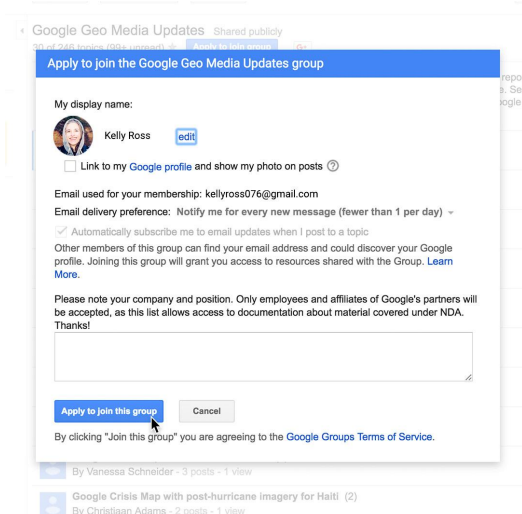 Google Geo Media Updates Shared publicly
30 of 246 topics (99+ unread) Apply to join group G+
Apply to join the Google Geo Media Updates group
My display name:
Kelly Ross edit
Link to my Google profile and show my photo on posts ?
Email used for your membership: kellyross076@gmail.com
Email delivery preference: Notify me for every new message (fewer than 1 per day)
Automatically subscribe me to email updates when I post to a topic
Other members of this group can find your email address and could discover your Google
profile. Joining this group will grant you access to resources shared with the Group. Learn
More.
Please note your company and position. Only employees and affiliates of Google's partners will
be accepted, as this list allows access to documentation about material covered under NDA.
Thanks!
Apply to join this group Cancel
By clicking "Join this group" you are agreeing to the Google Groups Terms of Service.
By Vanessa Schneider - 3 posts - 1 view
Google Crisis Map with post-hurricane imagery for Haiti (2)
By Christiaan Adams - 2 posts - 1 view